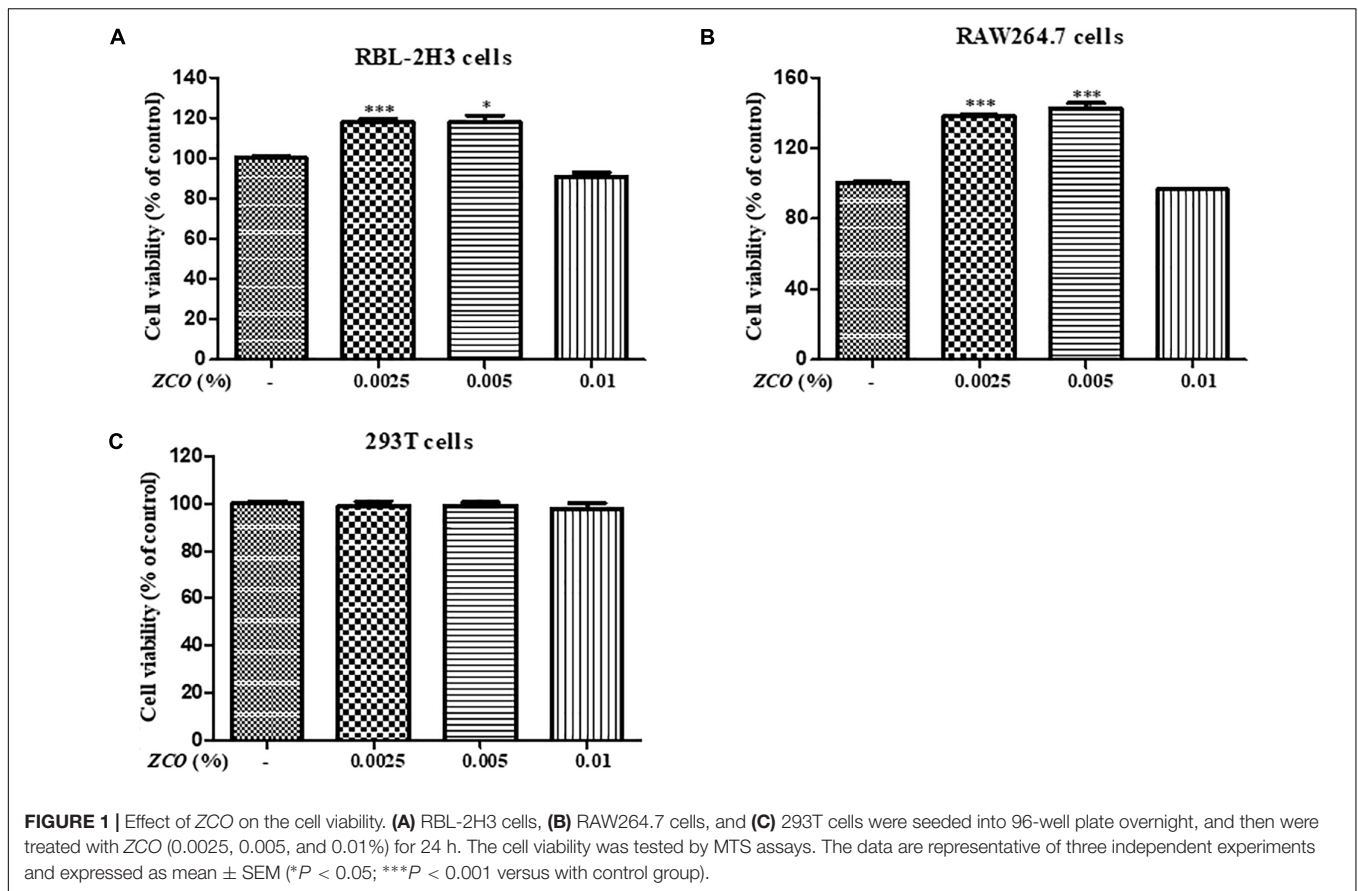 A
RBL-2H3 cells
Cell viability (% of control)
140
120
100
80
60
40
20
0
***
*
ZCO (%) - 0.0025 0.005 0.01
B
RAW264.7 cells
Cell viability (% of control)
160
120
80
40
0
***
***
ZCO (%) - 0.0025 0.005 0.01
C
293T cells
Cell viability (% of control)
120
100
80
60
40
20
0
ZCO (%) - 0.0025 0.005 0.01
FIGURE 1 | Effect of ZCO on the cell viability. (A) RBL-2H3 cells, (B) RAW264.7 cells, and (C) 293T cells were seeded into 96-well plate overnight, and then were
treated with ZCO (0.0025, 0.005, and 0.01%) for 24 h. The cell viability was tested by MTS assays. The data are representative of three independent experiments
and expressed as mean ± SEM (*P < 0.05; ***P < 0.001 versus with control group).